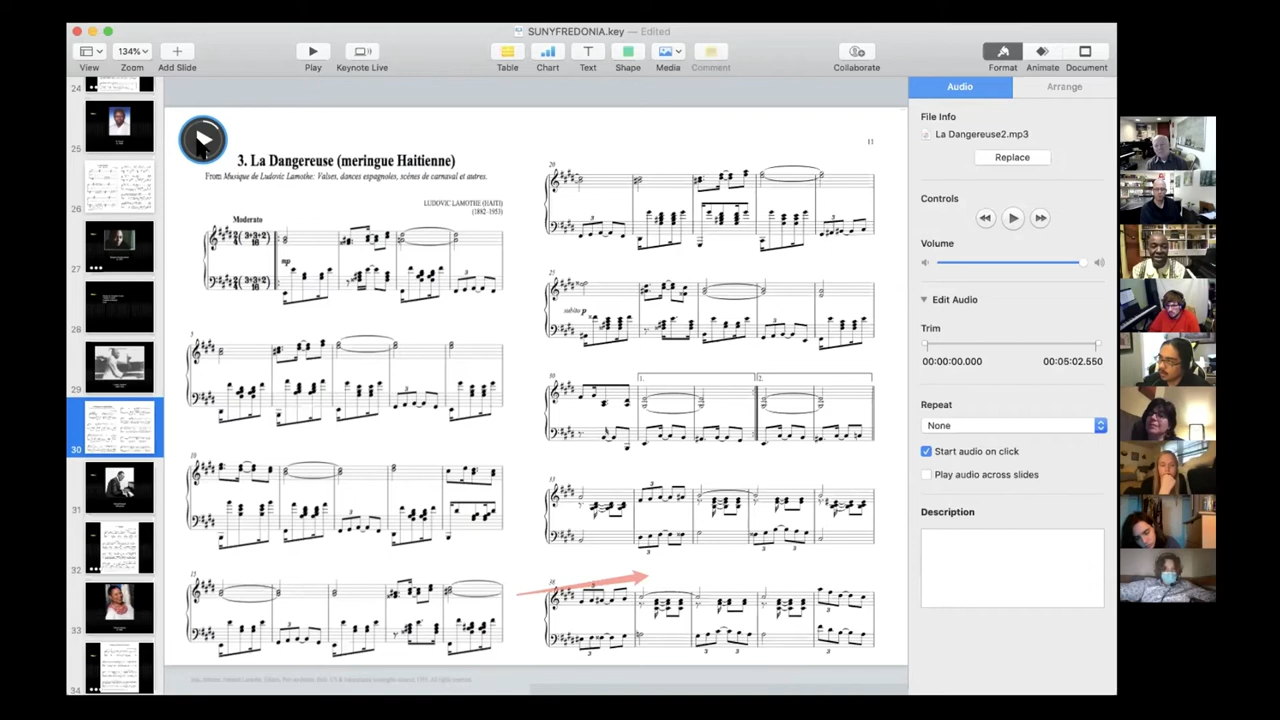 SUNYFREDONIA.key — Edited
134%
View
Zoom
Add Slide
Play
Keynote Live
Table
Chart
Text
Shape
Media
Comment
Collaborate
Format
Animate
Document
24
25
26
27
28
29
30
31
32
33
34
11
3. La Dangereuse (meringue Haitienne)
From Musique de Ludovic Lamothe: Valses, dances espagnoles, scènes de carnaval et autres.
LUDOVIC LAMOTHE (HAITI)
(1882-1953)
Moderato
mp
subito p
1.
2.
Audio
Arrange
File Info
La Dangereuse2.mp3
Replace
Controls
Volume
Edit Audio
Trim
00:00:00.000
00:05:02.550
Repeat
None
Start audio on click
Play audio across slides
Description